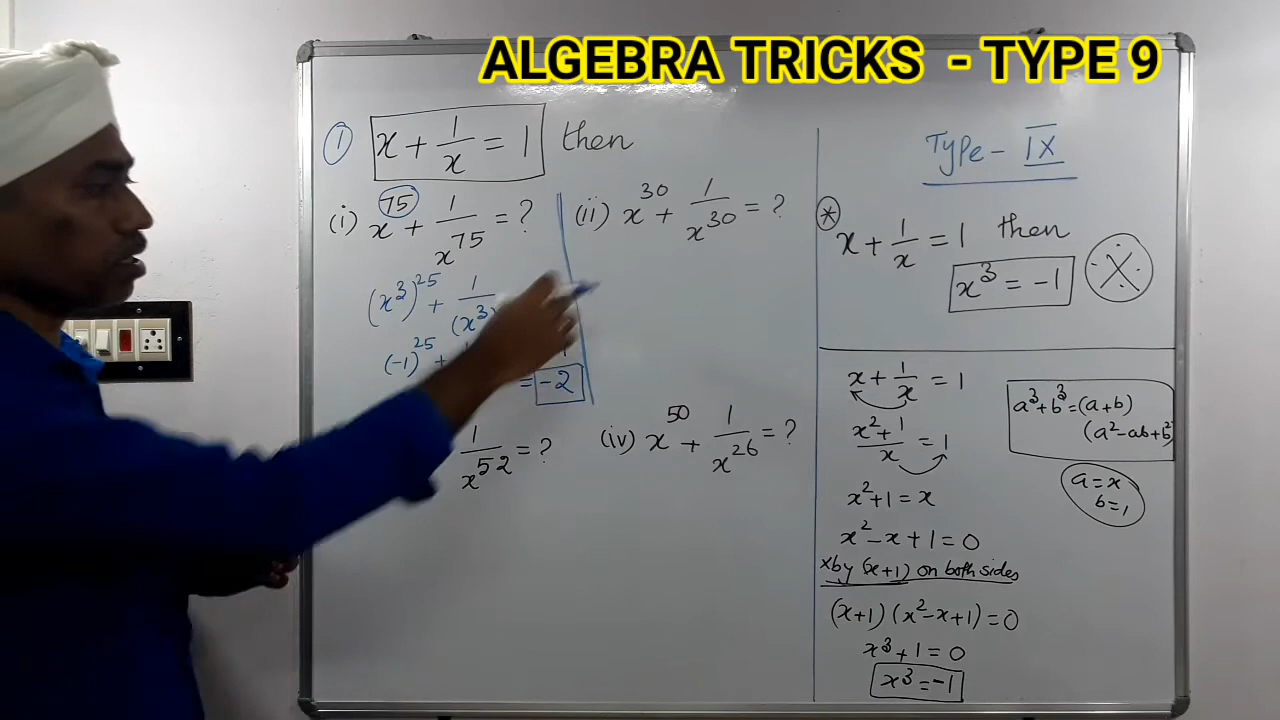 ALGEBRA TRICKS - TYPE 9
① x + 1/x = 1 then
(i) x^75 + 1/x^75 = ?
(x^3)^25 + 1/(x^3)
(-1)^25 +
= -2
1/x^52 = ?
(ii) x^30 + 1/x^30 = ?
(iv) x^50 + 1/x^26 = ?
Type - IX
* x + 1/x = 1 then
x^3 = -1
x + 1/x = 1
(x^2 + 1)/x = 1
x^2 + 1 = x
x^2 - x + 1 = 0
×by (x+1) on both sides
(x+1) (x^2 - x + 1) = 0
x^3 + 1 = 0
x^3 = -1
a^3 + b^3 = (a+b)
(a^2 - ab + b^2
a = x
b = 1